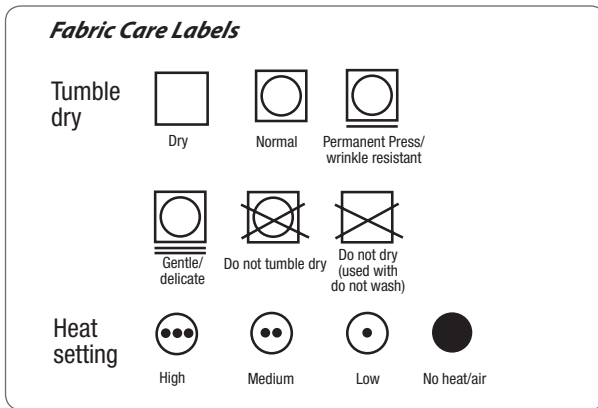 Fabric Care Labels
Tumble
dry
Dry
Normal
Permanent Press/
wrinkle resistant
Gentle/
delicate
Do not tumble dry
Do not dry
(used with
do not wash)
Heat
setting
High
Medium
Low
No heat/air